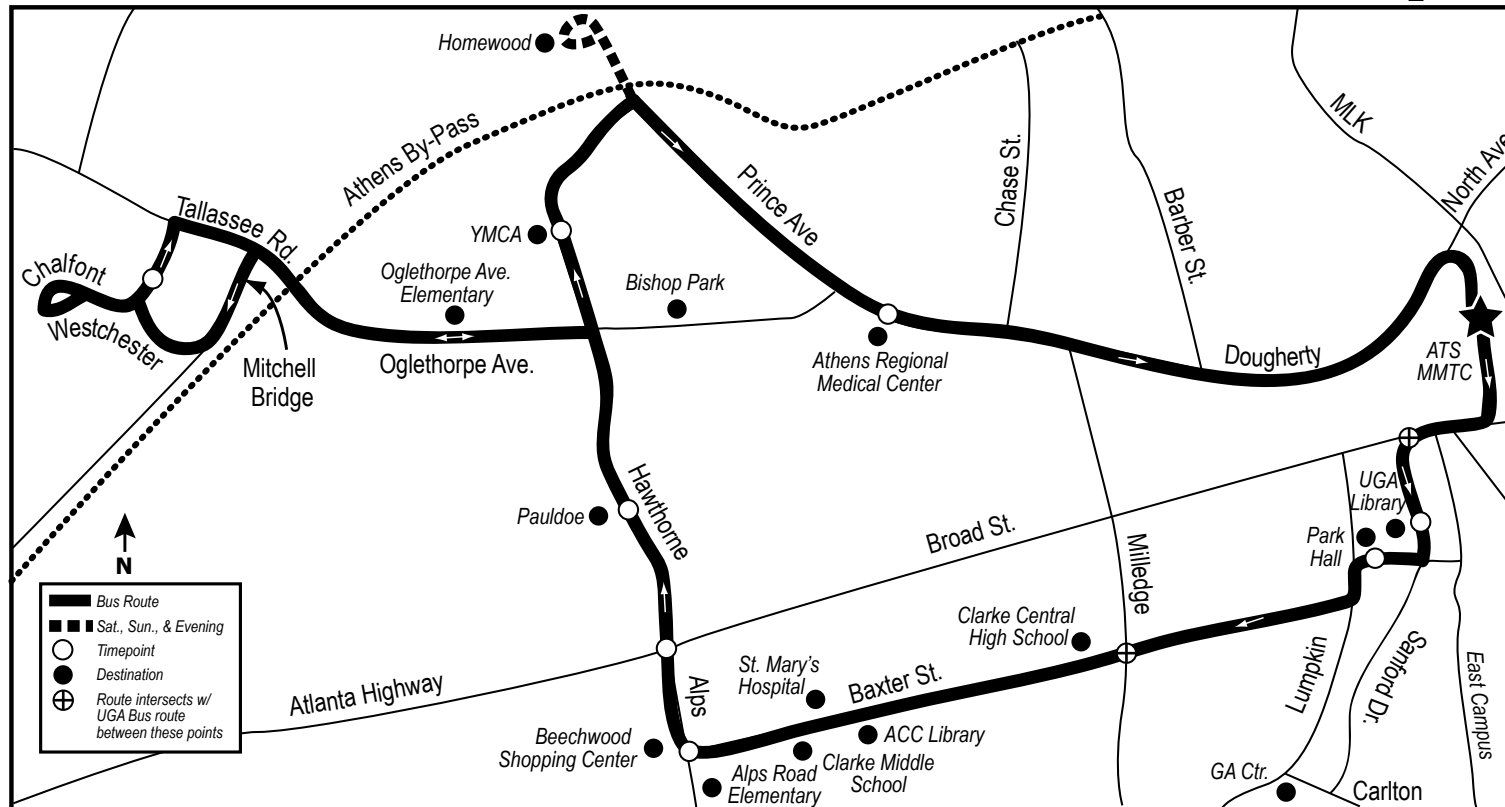 Homewood
Athens By-Pass
MLK
North Ave
Chase St.
Prince Ave
Barber St.
Tallassee Rd.
YMCA
Chalfont
Westchester
Oglethorpe Ave.
Elementary
Bishop Park
Mitchell
Bridge
Oglethorpe Ave.
Athens Regional
Medical Center
Dougherty
ATS
MMTC
Hawthorne
Pauldoe
UGA
Library
Park
Hall
Broad St.
Milledge
N
Bus Route
Sat., Sun., & Evening
Timepoint
Destination
Route intersects w/
UGA Bus route
between these points
Clarke Central
High School
St. Mary's
Hospital
Baxter St.
Alps
Atlanta Highway
Lumpkin
Sanford Dr.
East Campus
Beechwood
Shopping Center
ACC Library
Clarke Middle
School
Alps Road
Elementary
GA Ctr.
Carlton